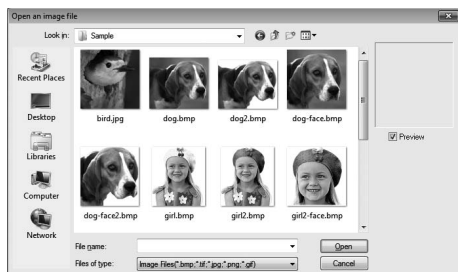 Open an image file
Look in:
Sample
Recent Places
Desktop
Libraries
Computer
Network
bird.jpg
dog.bmp
dog2.bmp
dog-face.bmp
dog-face2.bmp
girl.bmp
girl2.bmp
girl2-face.bmp
Preview
File name:
Open
Files of type:
Image Files(*.bmp;*.tif;*.jpg;*.png;*.gif)
Cancel